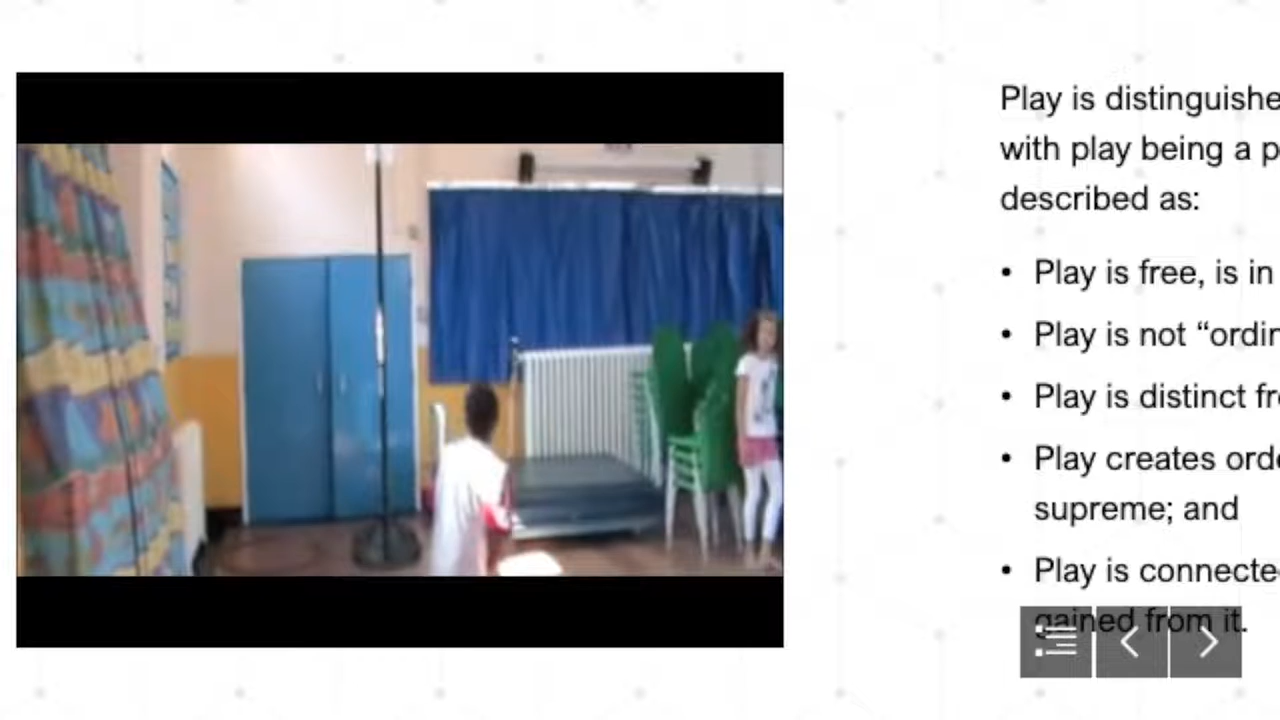 Play is distinguishe
with play being a p
described as:
• Play is free, is in
• Play is not “ordin
• Play is distinct fr
• Play creates orde
supreme; and
• Play is connecte
gained from it.